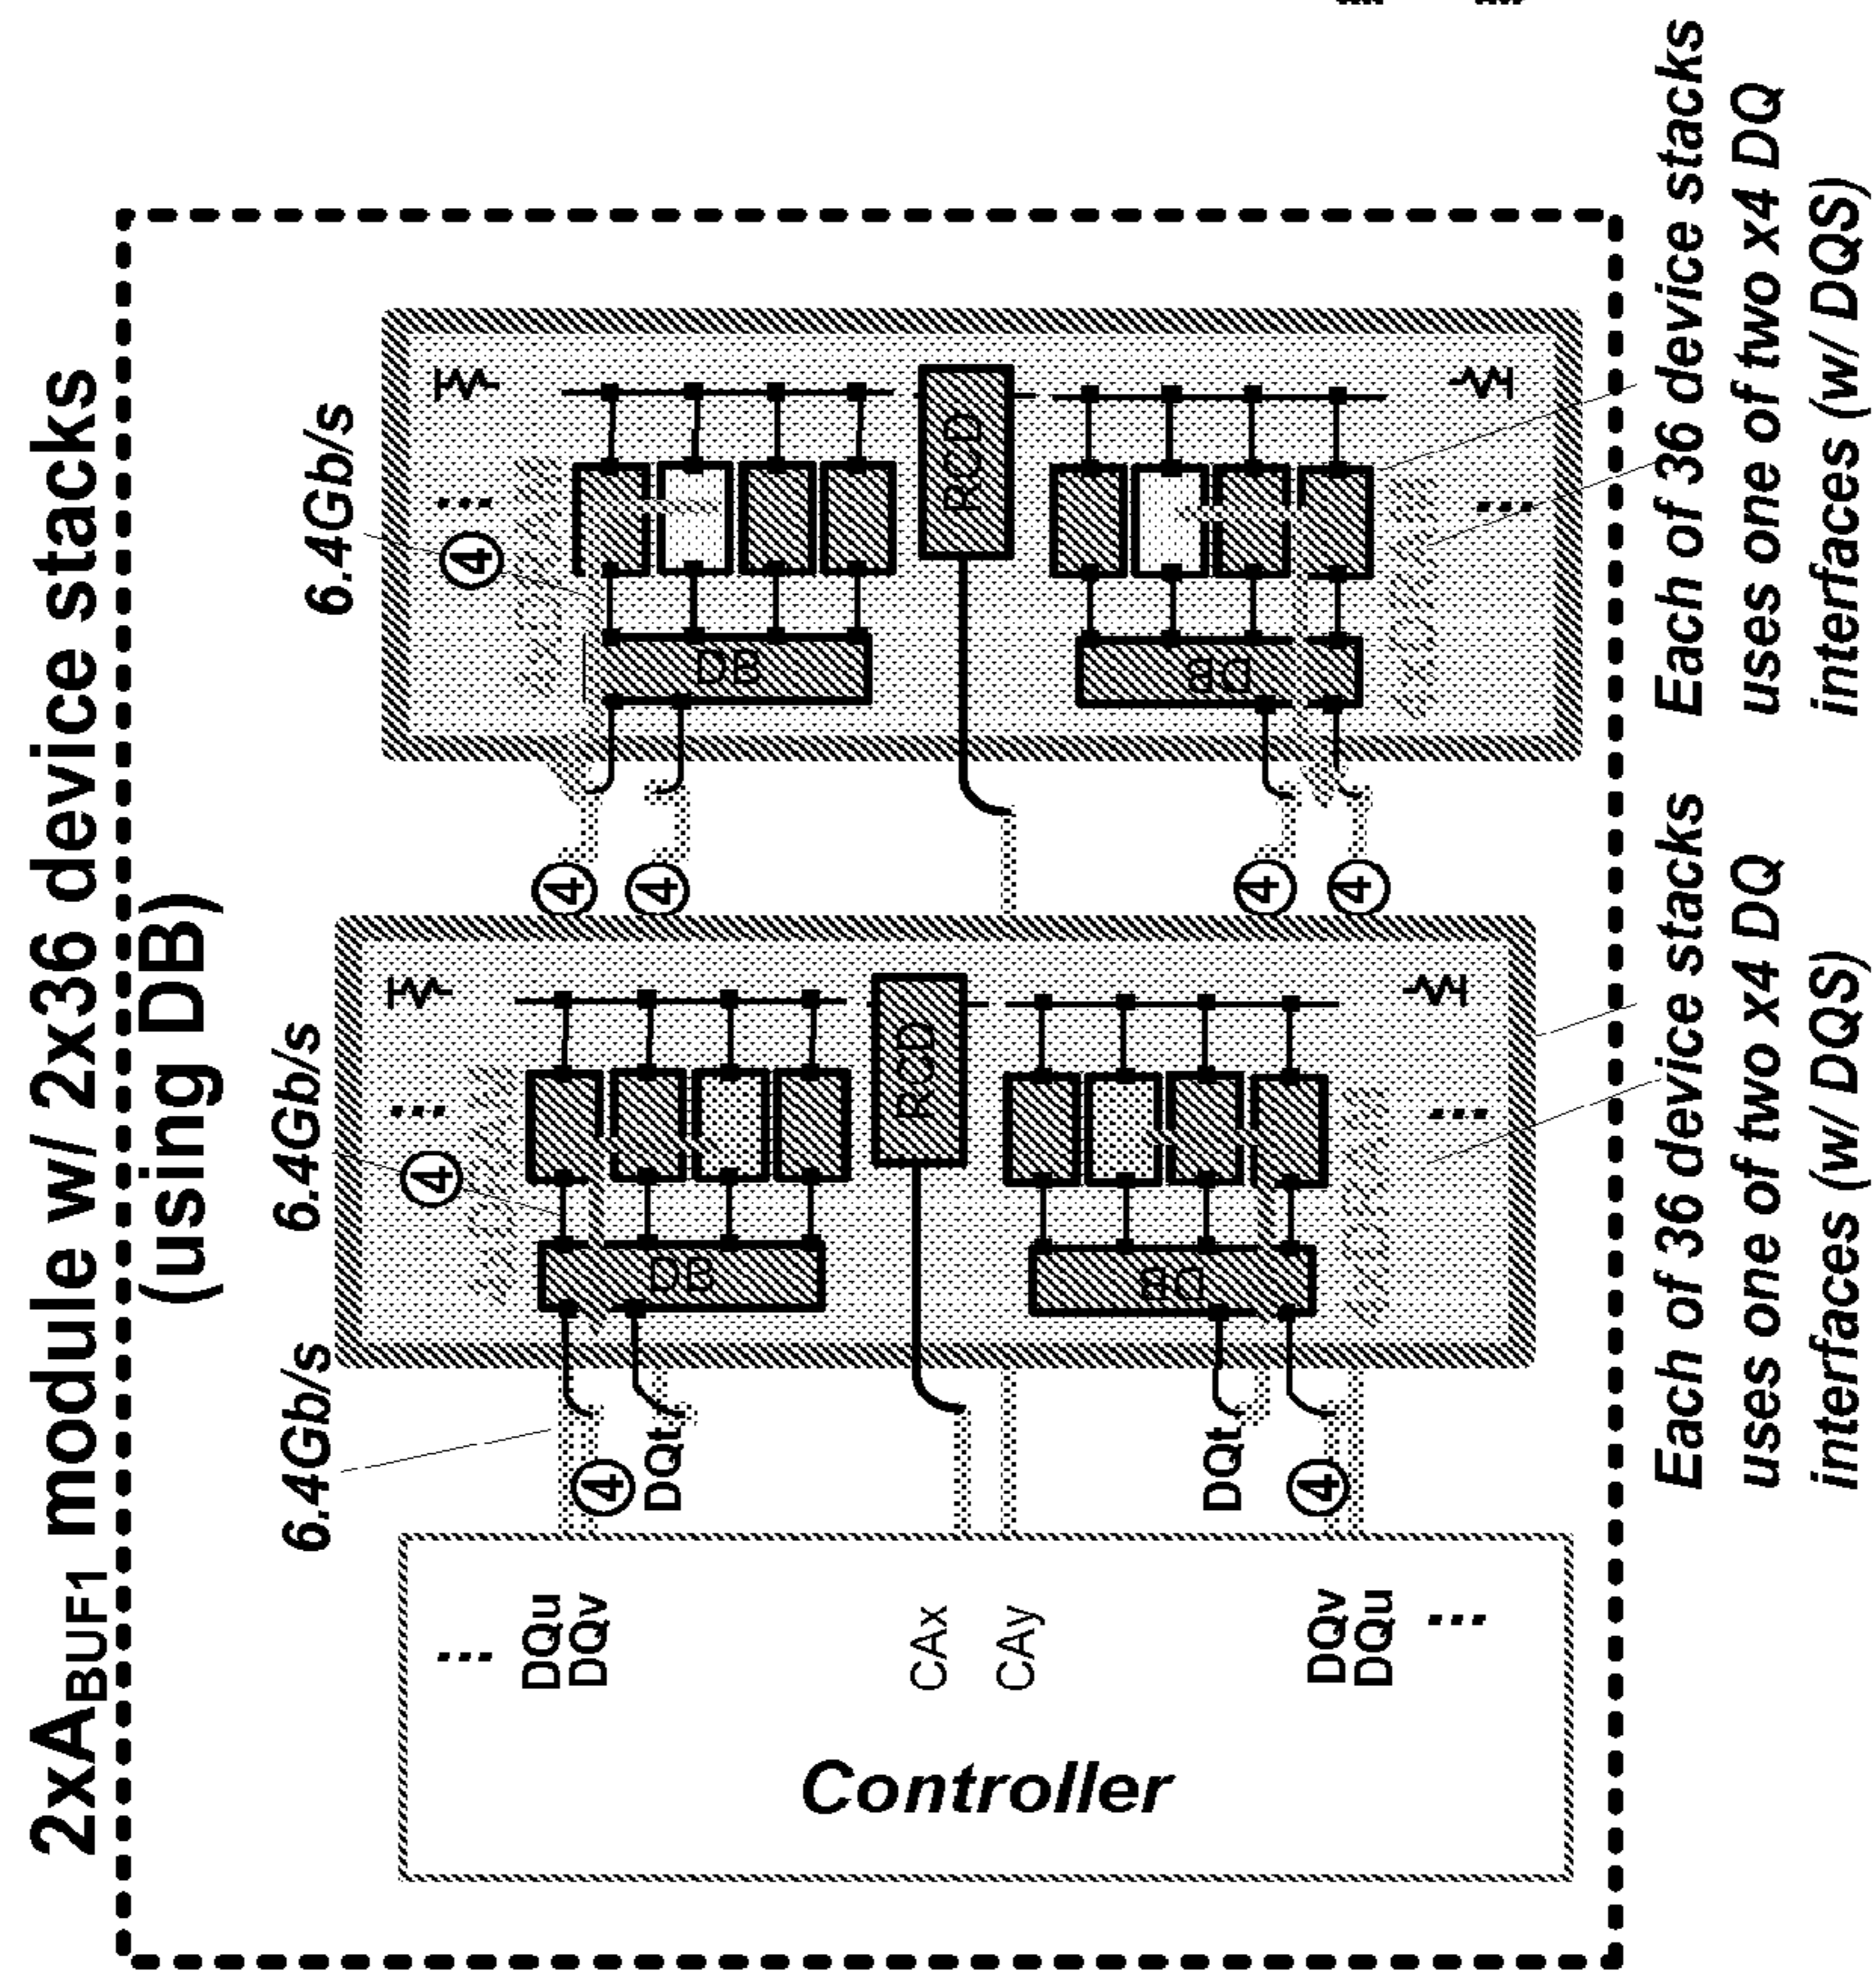 2xABUF1 module w/ 2x36 device stacks
(using DB)
6.4Gb/s
6.4Gb/s
6.4Gb/s
...
④
...
④
...
DQu
DQv
④
DQt
④
④
DB
DB
CAx
CAy
RCD
RCD
Controller
DB
DB
DQt
④
④
④
DQv
DQu
...
...
...
Each of 36 device stacks
uses one of two x4 DQ
interfaces (w/ DQS)
Each of 36 device stacks
uses one of two x4 DQ
interfaces (w/ DQS)